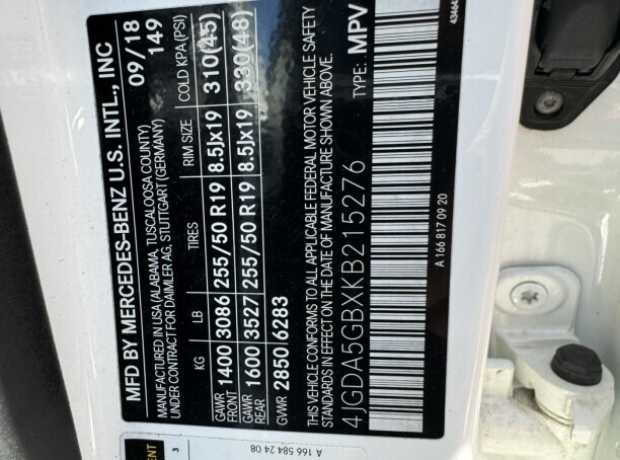 MFD BY MERCEDES-BENZ U.S. INTL., INC 09/18
MANUFACTURED IN USA (ALABAMA, TUSCALOOSA COUNTY) 149
UNDER CONTRACT FOR DAIMLER AG, STUTTGART (GERMANY)
KG LB TIRES RIM SIZE COLD KPA (PSI)
GAWR FRONT 1400 3086 255/50 R19 8.5Jx19 310(45)
GAWR REAR 1600 3527 255/50 R19 8.5Jx19 330(48)
GVWR 2850 6283
THIS VEHICLE CONFORMS TO ALL APPLICABLE FEDERAL MOTOR VEHICLE SAFETY
STANDARDS IN EFFECT ON THE DATE OF MANUFACTURE SHOWN ABOVE.
4JGDA5GBXKB215276 TYPE: MPV
A 166 817 09 20
A 166 584 24 08
3